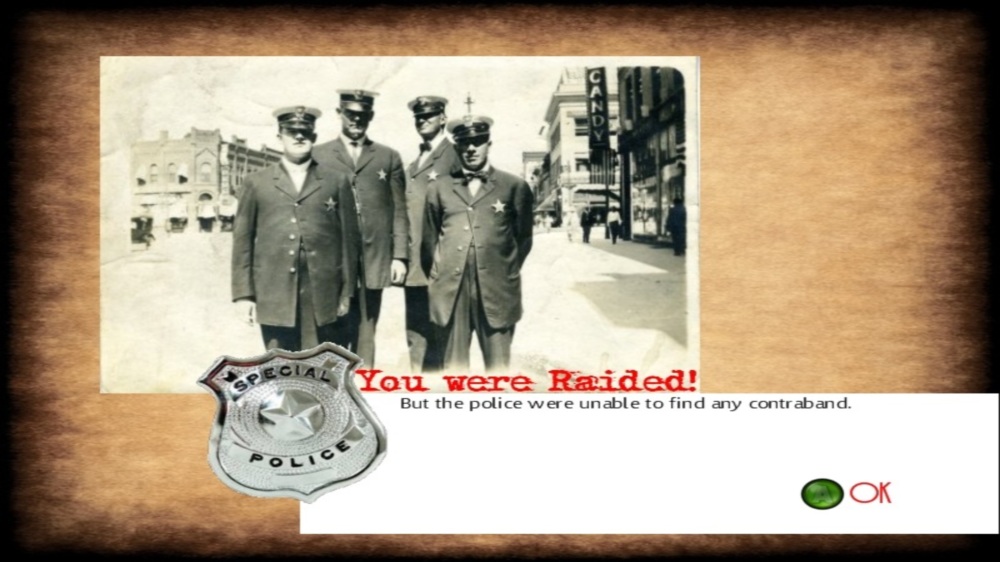 CANDY
You were Raided!
SPECIAL
POLICE
But the police were unable to find any contraband.
A OK